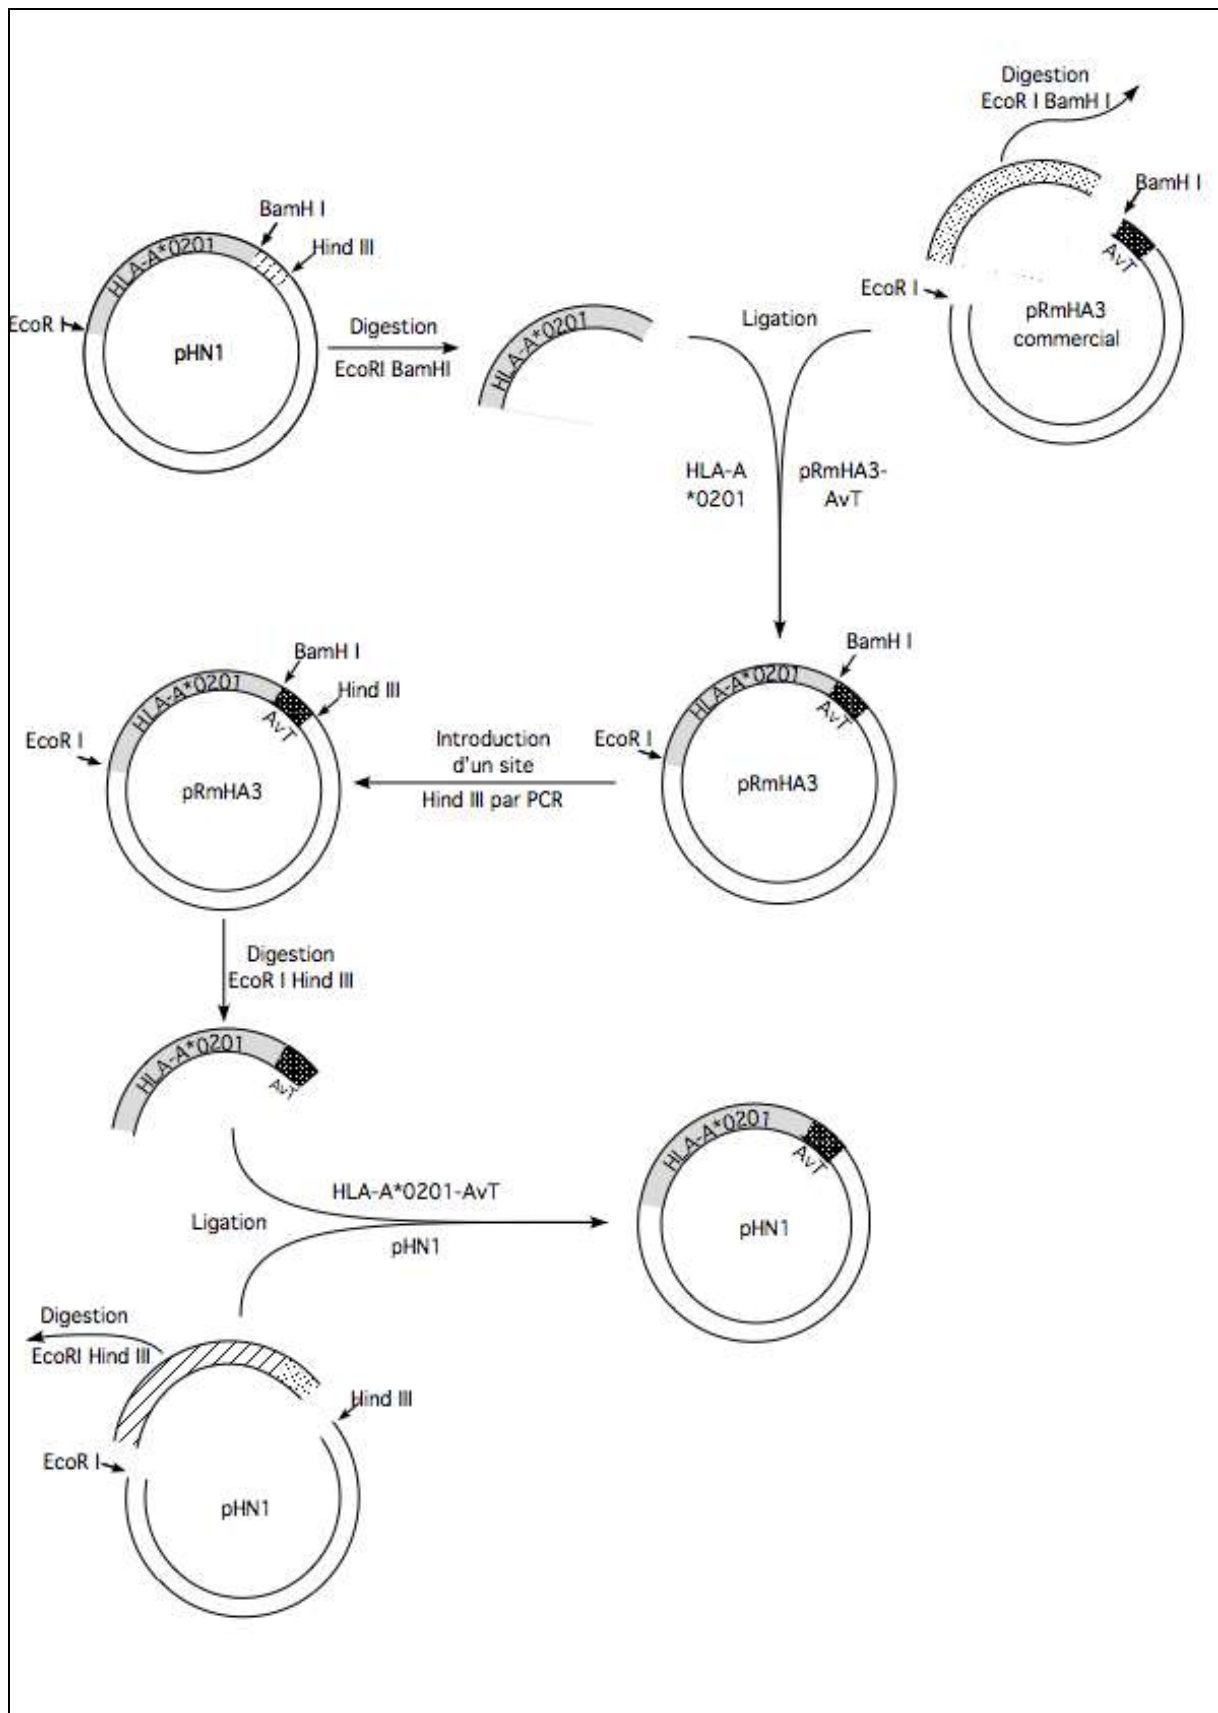 Digestion
EcoR I BamH I
BamH I
HLA-A*0201
Hind III
EcoR I
pHN1
Digestion
EcoRI BamHI
HLA-A*0201
Ligation
BamH I
AvT
EcoR I
pRmHA3
commercial
HLA-A
*0201
pRmHA3-
AvT
BamH I
HLA-A*0201
Hind III
AvT
EcoR I
pRmHA3
Introduction
d'un site
Hind III par PCR
BamH I
HLA-A*0201
AvT
EcoR I
pRmHA3
Digestion
EcoR I Hind III
HLA-A*0201
AvT
HLA-A*0201-AvT
Ligation
pHN1
HLA-A*0201
AvT
pHN1
Digestion
EcoRI Hind III
Hind III
EcoR I
pHN1